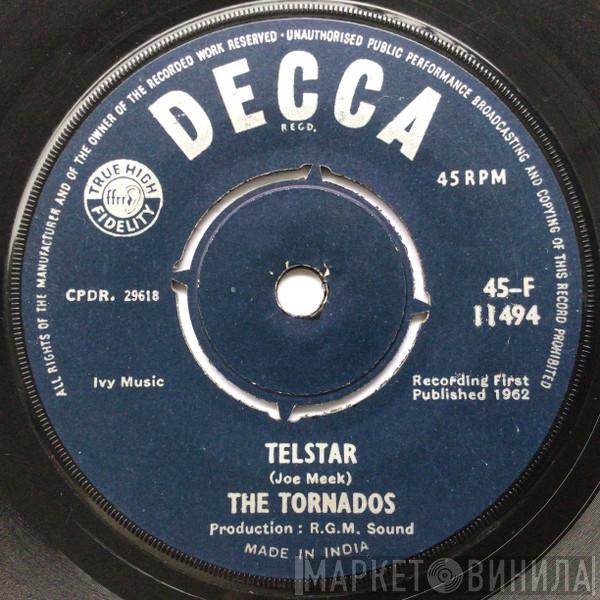 ALL RIGHTS OF THE MANUFACTURER AND OF THE OWNER OF THE RECORDED WORK RESERVED · UNAUTHORISED PUBLIC PERFORMANCE BROADCASTING AND COPYING OF THIS RECORD PROHIBITED
DECCA
REGD.
TRUE HIGH
ffrr
FIDELITY
45 RPM
CPDR. 29618
45-F
11494
Ivy Music
Recording First
Published 1962
TELSTAR
(Joe Meek)
THE TORNADOS
Production : R.G.M. Sound
MADE IN INDIA
МАРКЕТ ВИНИЛА